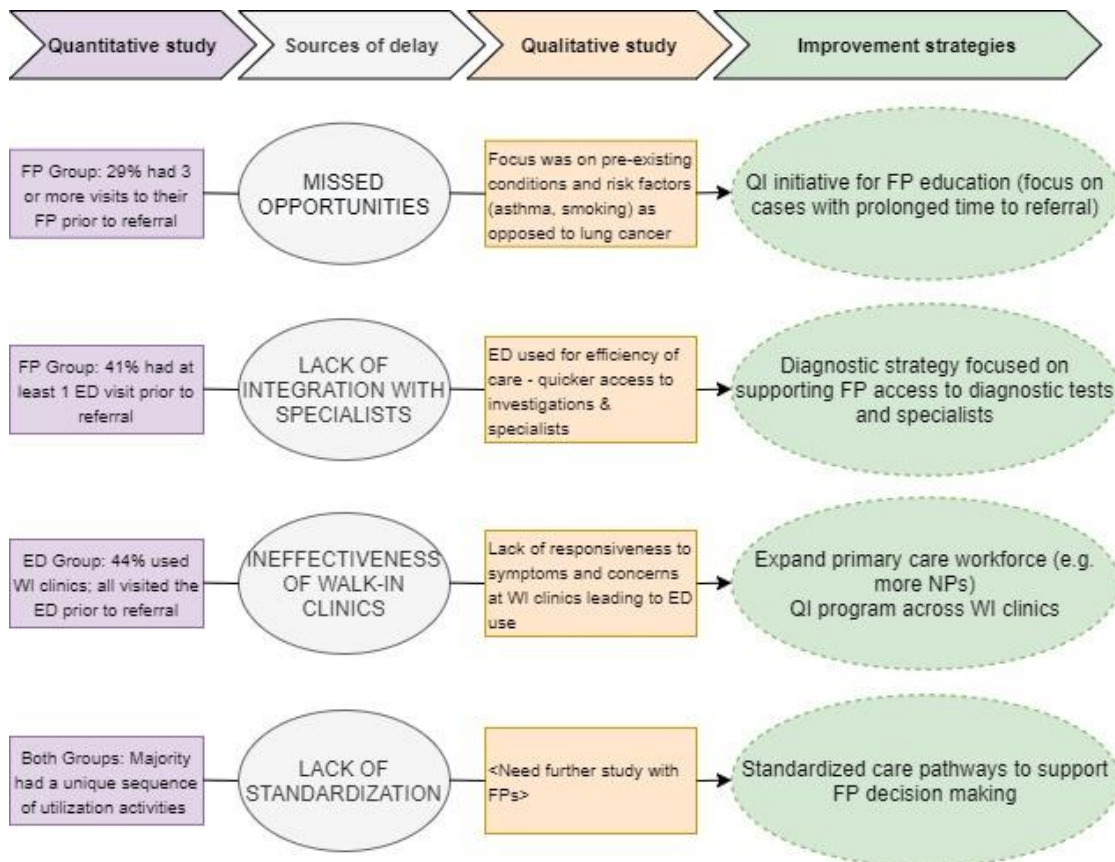 Quantitative study
Sources of delay
Qualitative study
Improvement strategies
FP Group: 29% had 3
or more visits to their
FP prior to referral
MISSED
OPPORTUNITIES
Focus was on pre-existing
conditions and risk factors
(asthma, smoking) as
opposed to lung cancer
QI initiative for FP education (focus on
cases with prolonged time to referral)
FP Group: 41% had at
least 1 ED visit prior to
referral
LACK OF
INTEGRATION WITH
SPECIALISTS
ED used for efficiency of
care - quicker access to
investigations &
specialists
Diagnostic strategy focused on
supporting FP access to diagnostic tests
and specialists
ED Group: 44% used
WI clinics; all visited the
ED prior to referral
INEFFECTIVENESS
OF WALK-IN
CLINICS
Lack of responsiveness to
symptoms and concerns
at WI clinics leading to ED
use
Expand primary care workforce (e.g.
more NPs)
QI program across WI clinics
Both Groups: Majority
had a unique sequence
of utilization activities
LACK OF
STANDARDIZATION
<Need further study with
FPs>
Standardized care pathways to support
FP decision making